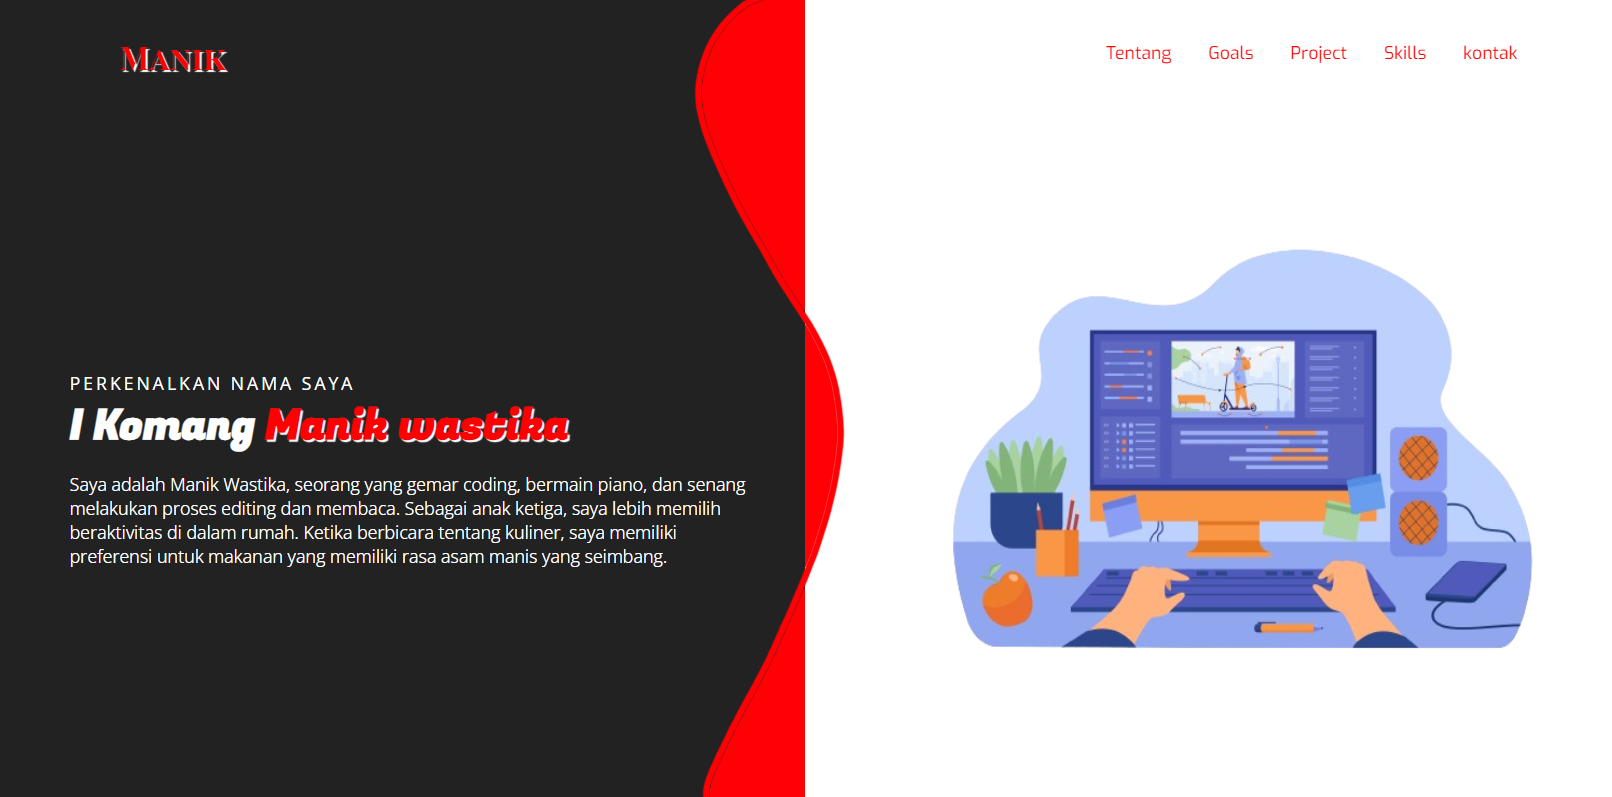 MANIK
Tentang Goals Project Skills kontak
PERKENALKAN NAMA SAYA
I Komang Manik wastika
Saya adalah Manik Wastika, seorang yang gemar coding, bermain piano, dan senang
melakukan proses editing dan membaca. Sebagai anak ketiga, saya lebih memilih
beraktivitas di dalam rumah. Ketika berbicara tentang kuliner, saya memiliki
preferensi untuk makanan yang memiliki rasa asam manis yang seimbang.